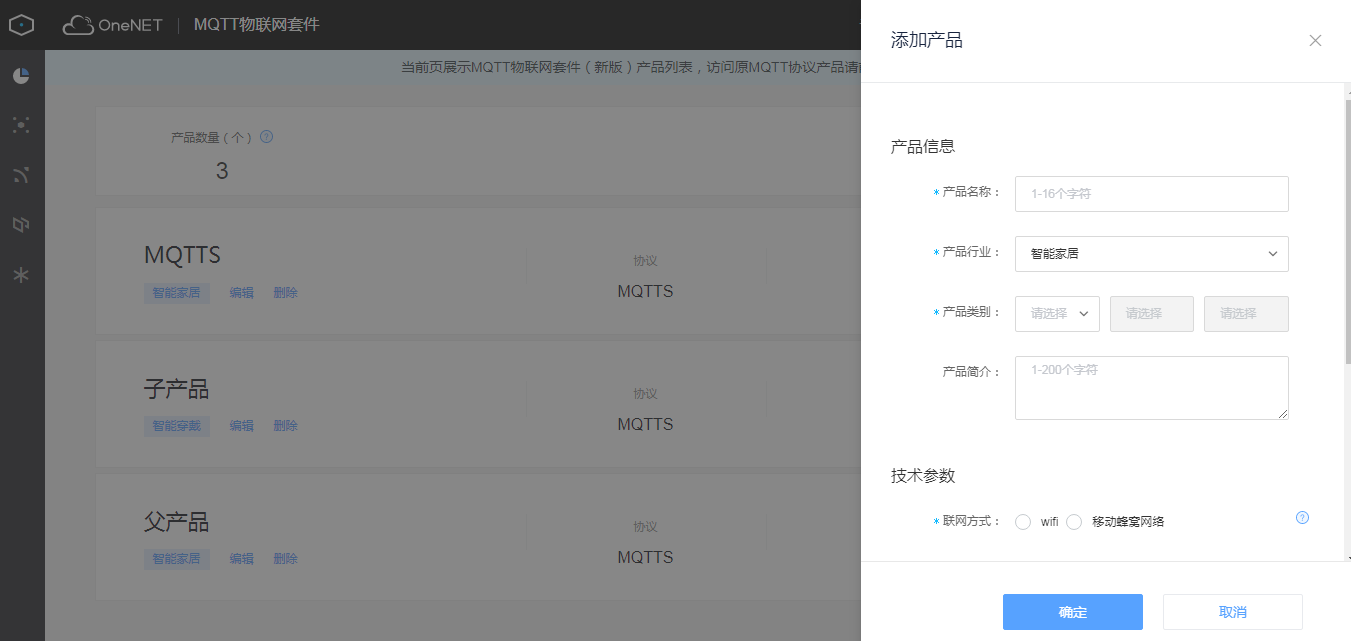 OneNET | MQTT物联网套件
当前页展示MQTT物联网套件（新版）产品列表，访问原MQTT协议产品请
产品数量（个） ?
3
MQTTS
智能家居 编辑 删除
协议
MQTTS
子产品
智能穿戴 编辑 删除
协议
MQTTS
父产品
智能家居 编辑 删除
协议
MQTTS
添加产品
产品信息
*产品名称： 1-16个字符
*产品行业： 智能家居
*产品类别： 请选择 请选择 请选择
产品简介： 1-200个字符
技术参数
*联网方式： wifi 移动蜂窝网络 ?
确定 取消